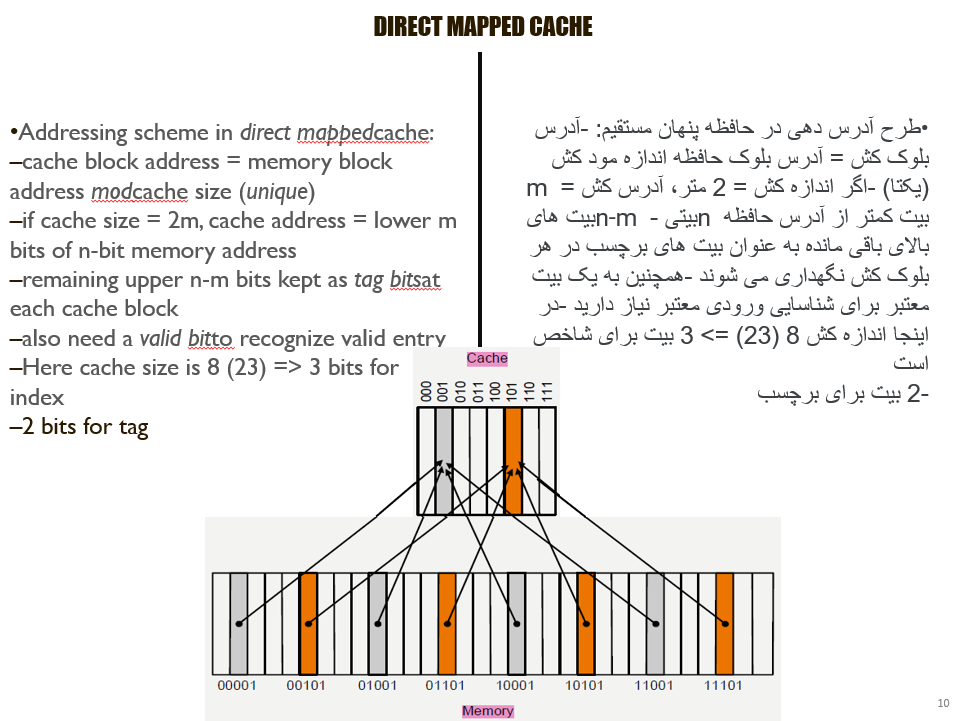 DIRECT MAPPED CACHE
•Addressing scheme in direct mappedcache:
–cache block address = memory block
address modcache size (unique)
–if cache size = 2m, cache address = lower m
bits of n-bit memory address
–remaining upper n-m bits kept as tag bitsat
each cache block
–also need a valid bitto recognize valid entry
–Here cache size is 8 (23) => 3 bits for
index
–2 bits for tag
•طرح آدرس دهی در حافظه پنهان مستقیم: -آدرس
بلوک کش = آدرس بلوک حافظه اندازه مود کش
(یکتا) -اگر اندازه کش = 2 متر، آدرس کش = m
بیت کمتر از آدرس حافظه nبیتی - n-mبیت های
بالای باقی مانده به عنوان بیت های برچسب در هر
بلوک کش نگهداری می شوند -همچنین به یک بیت
معتبر برای شناسایی ورودی معتبر نیاز دارید -در
اینجا اندازه کش 8 (23) => 3 بیت برای شاخص
است
-2 بیت برای برچسب
Cache
000 001 010 011 100 101 110 111
00001 00101 01001 01101 10001 10101 11001 11101
Memory
10